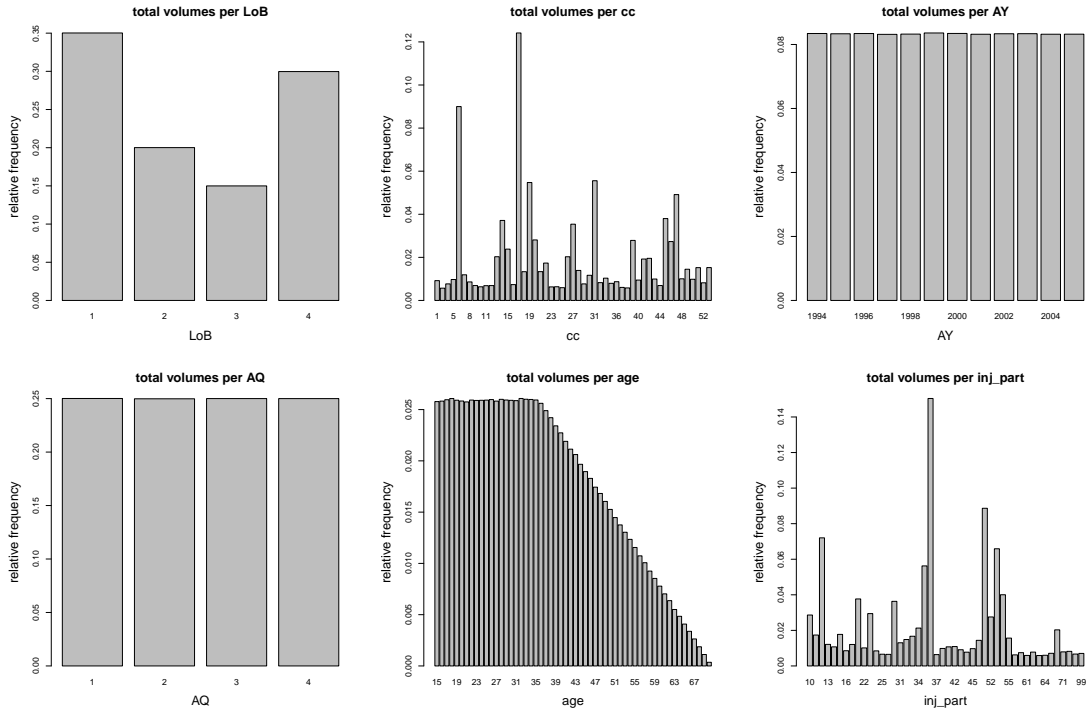 total volumes per LoB
relative frequency
0.00 0.05 0.10 0.15 0.20 0.25 0.30 0.35
1 2 3 4
LoB
total volumes per cc
relative frequency
0.00 0.02 0.04 0.06 0.08 0.10 0.12
1 5 8 11 15 19 23 27 31 36 40 44 48 52
cc
total volumes per AY
relative frequency
0.00 0.02 0.04 0.06 0.08
1994 1996 1998 2000 2002 2004
AY
total volumes per AQ
relative frequency
0.00 0.05 0.10 0.15 0.20 0.25
1 2 3 4
AQ
total volumes per age
relative frequency
0.000 0.005 0.010 0.015 0.020 0.025
15 19 23 27 31 35 39 43 47 51 55 59 63 67
age
total volumes per inj_part
relative frequency
0.00 0.02 0.04 0.06 0.08 0.10 0.12 0.14
10 13 16 22 25 31 34 37 42 45 52 55 61 64 71 99
inj_part